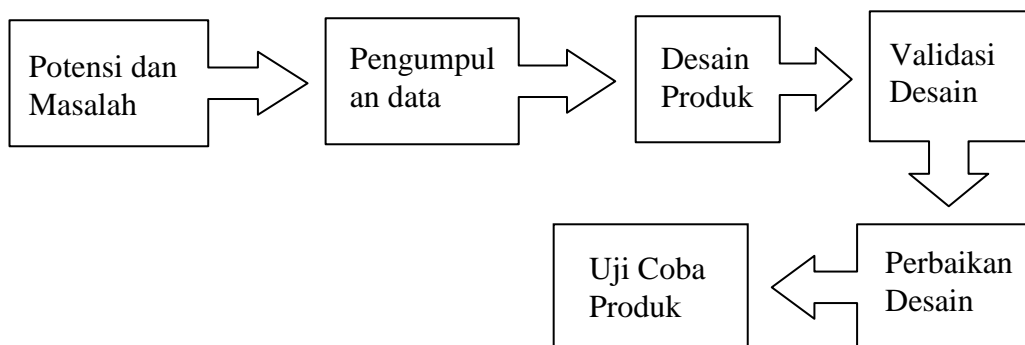 Potensi dan
Masalah
Pengumpul
an data
Desain
Produk
Validasi
Desain
Uji Coba
Produk
Perbaikan
Desain